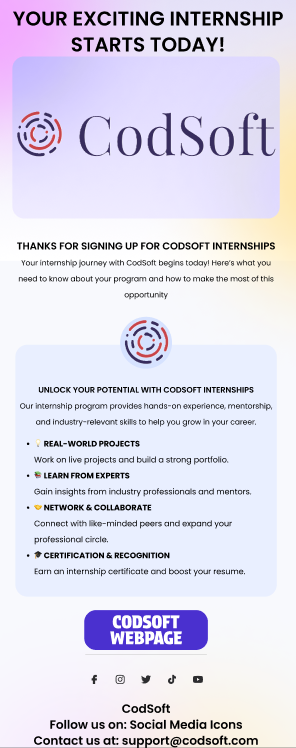 YOUR EXCITING INTERNSHIP
STARTS TODAY!
CodSoft
THANKS FOR SIGNING UP FOR CODSOFT INTERNSHIPS
Your internship journey with CodSoft begins today! Here's what you
need to know about your program and how to make the most of this
opportunity
UNLOCK YOUR POTENTIAL WITH CODSOFT INTERNSHIPS
Our internship program provides hands-on experience, mentorship,
and industry-relevant skills to help you grow in your career.
• 💡 REAL-WORLD PROJECTS
Work on live projects and build a strong portfolio.
• 📚 LEARN FROM EXPERTS
Gain insights from industry professionals and mentors.
• 🤝 NETWORK & COLLABORATE
Connect with like-minded peers and expand your
professional circle.
• 🎓 CERTIFICATION & RECOGNITION
Earn an internship certificate and boost your resume.
CODSOFT
WEBPAGE
CodSoft
Follow us on: Social Media Icons
Contact us at: support@codsoft.com